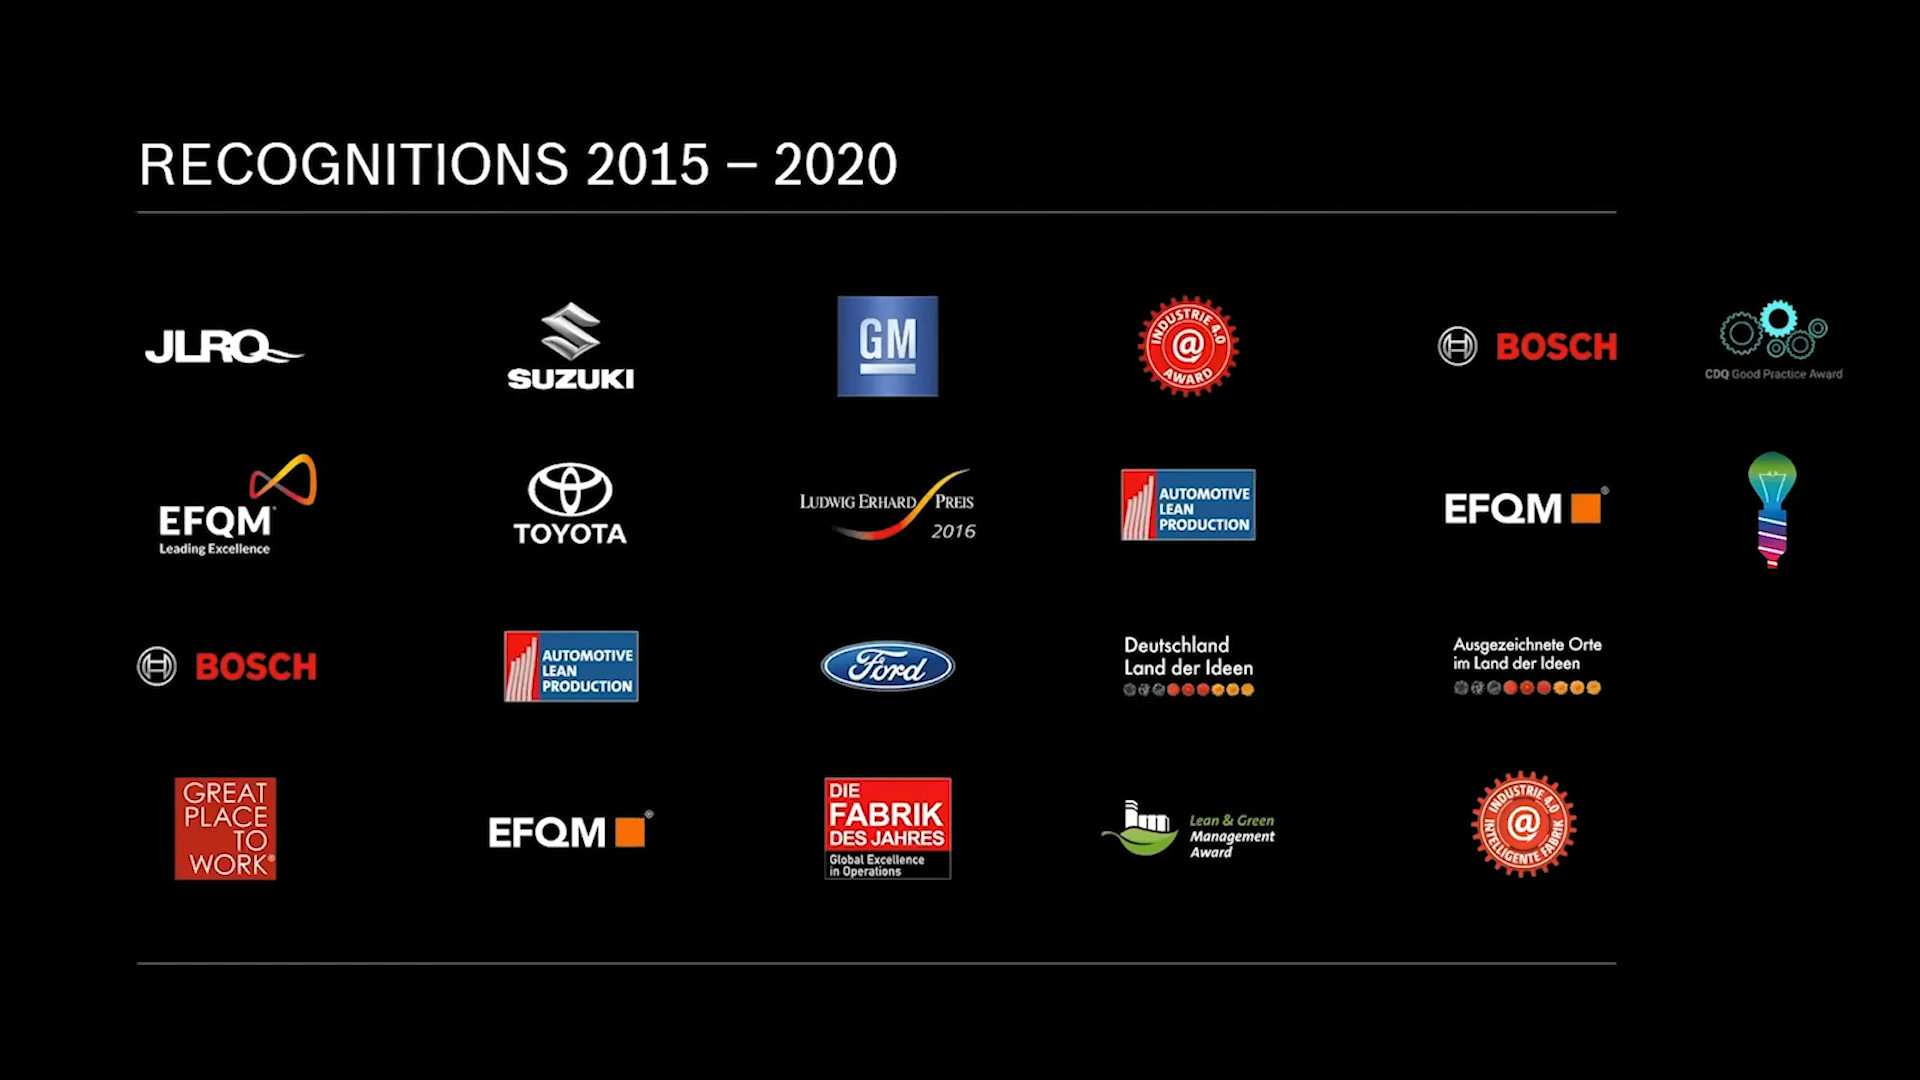 RECOGNITIONS 2015 – 2020
JLRQ
SUZUKI
GM
INDUSTRIE 4.0
@
AWARD
BOSCH
CDQ Good Practice Award
EFQM
Leading Excellence
TOYOTA
LUDWIG ERHARD PREIS
2016
AUTOMOTIVE
LEAN
PRODUCTION
EFQM®
BOSCH
AUTOMOTIVE
LEAN
PRODUCTION
Ford
Deutschland
Land der Ideen
Ausgezeichnete Orte
im Land der Ideen
GREAT
PLACE
TO
WORK®
EFQM®
DIE
FABRIK
DES JAHRES
Global Excellence
in Operations
Lean & Green
Management
Award
INDUSTRIE 4.0
@
INTELLIGENTE FABRIK